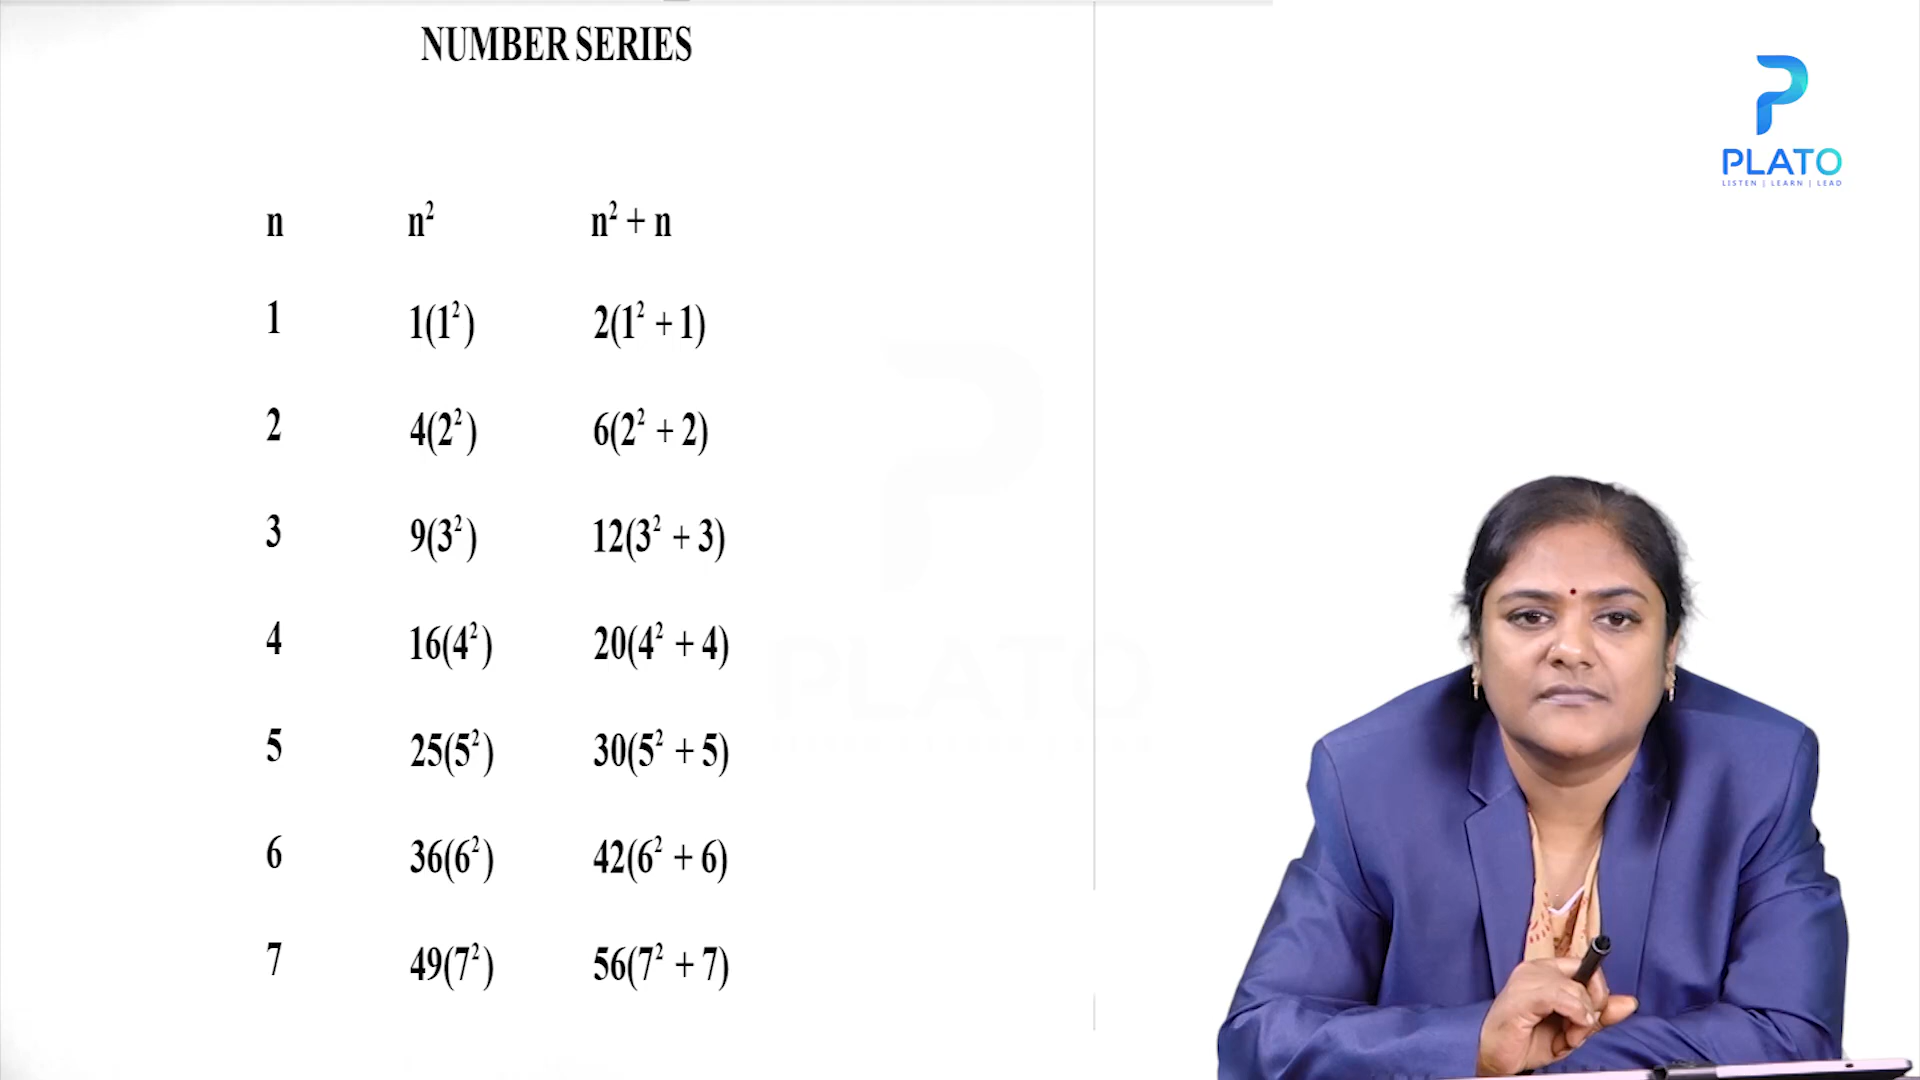 NUMBER SERIES
PLATO
LISTEN | LEARN | LEAD
n n² n² + n
1 1(1²) 2(1² + 1)
2 4(2²) 6(2² + 2)
3 9(3²) 12(3² + 3)
4 16(4²) 20(4² + 4)
5 25(5²) 30(5² + 5)
6 36(6²) 42(6² + 6)
7 49(7²) 56(7² + 7)
PLATO